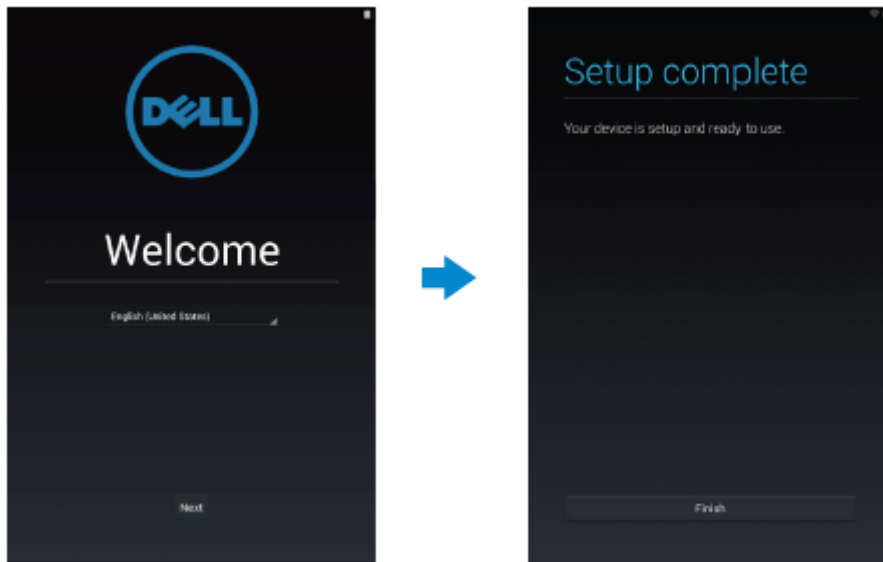 DELL
Welcome
English (United States)
Next
Setup complete
Your device is setup and ready to use.
Finish